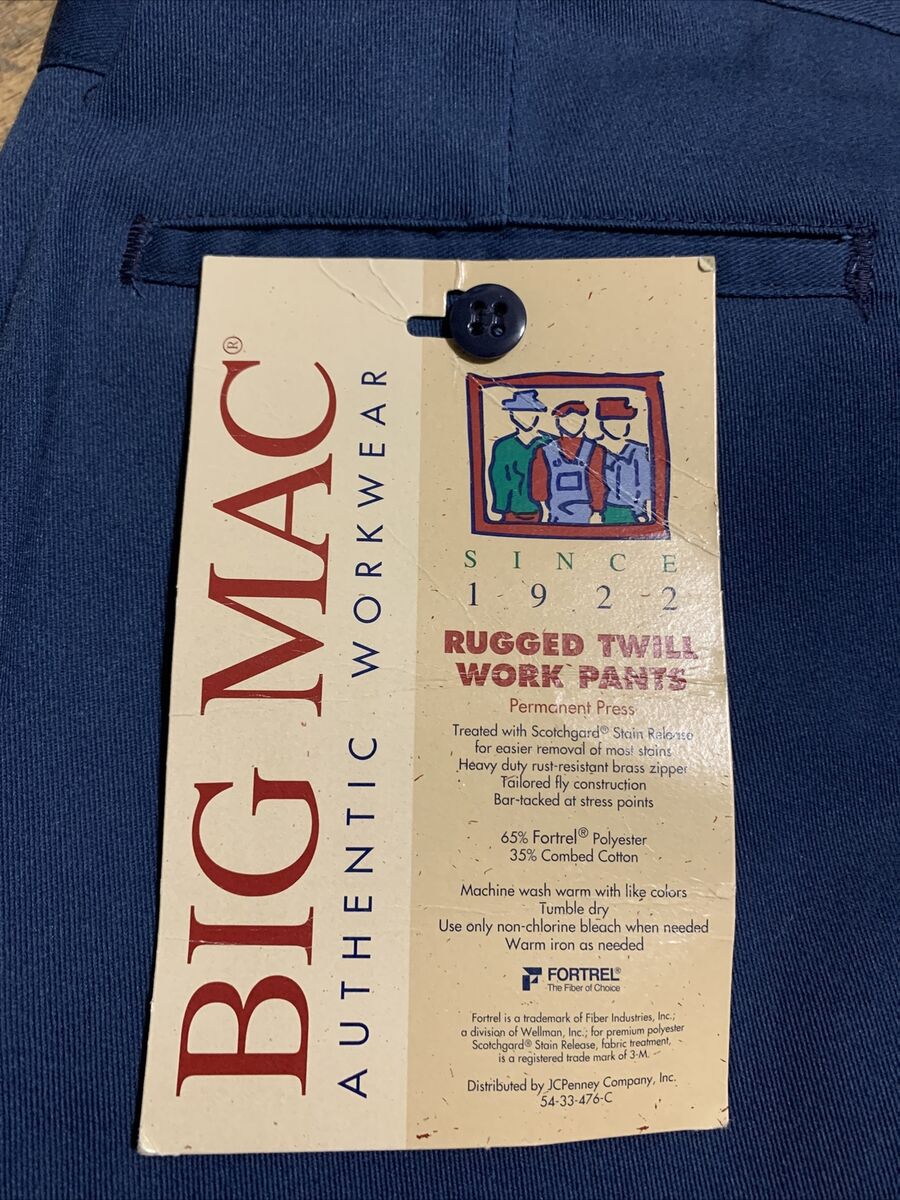 BIG MAC®
AUTHENTIC WORKWEAR
SINCE
1922
RUGGED TWILL
WORK PANTS
Permanent Press
Treated with Scotchgard® Stain Release
for easier removal of most stains
Heavy duty rust-resistant brass zipper
Tailored fly construction
Bar-tacked at stress points
65% Fortrel® Polyester
35% Combed Cotton
Machine wash warm with like colors
Tumble dry
Use only non-chlorine bleach when needed
Warm iron as needed
FORTREL®
The Fiber of Choice
Fortrel is a trademark of Fiber Industries, Inc.;
a division of Wellman, Inc.; for premium polyester
Scotchgard® Stain Release, fabric treatment,
is a registered trade mark of 3-M.
Distributed by JCPenney Company, Inc.
54-33-476-C